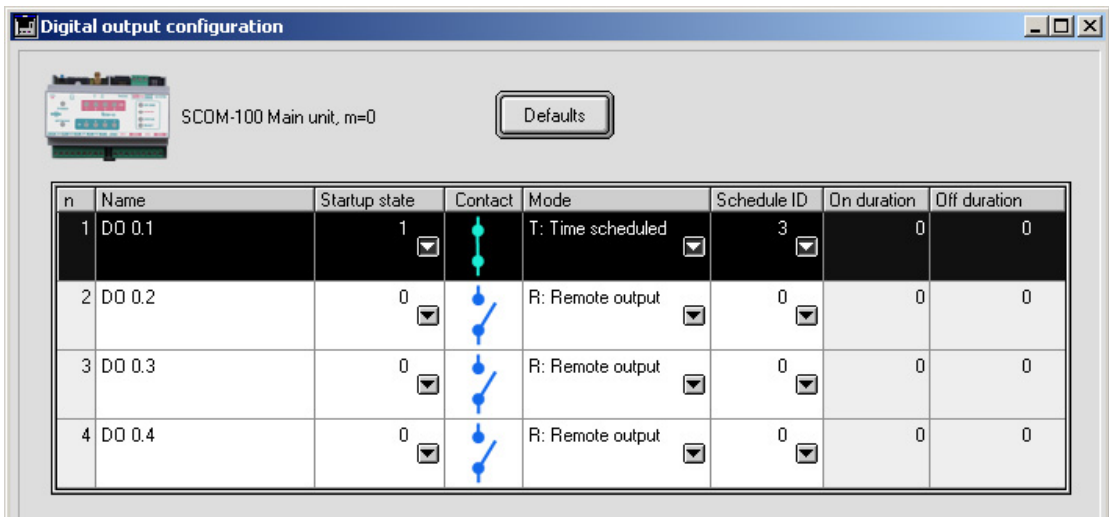 Digital output configuration
SCOM-100 Main unit, m=0
Defaults
n Name Startup state Contact Mode Schedule ID On duration Off duration
1 DO 0.1 1 T: Time scheduled 3 0 0
2 DO 0.2 0 R: Remote output 0 0 0
3 DO 0.3 0 R: Remote output 0 0 0
4 DO 0.4 0 R: Remote output 0 0 0